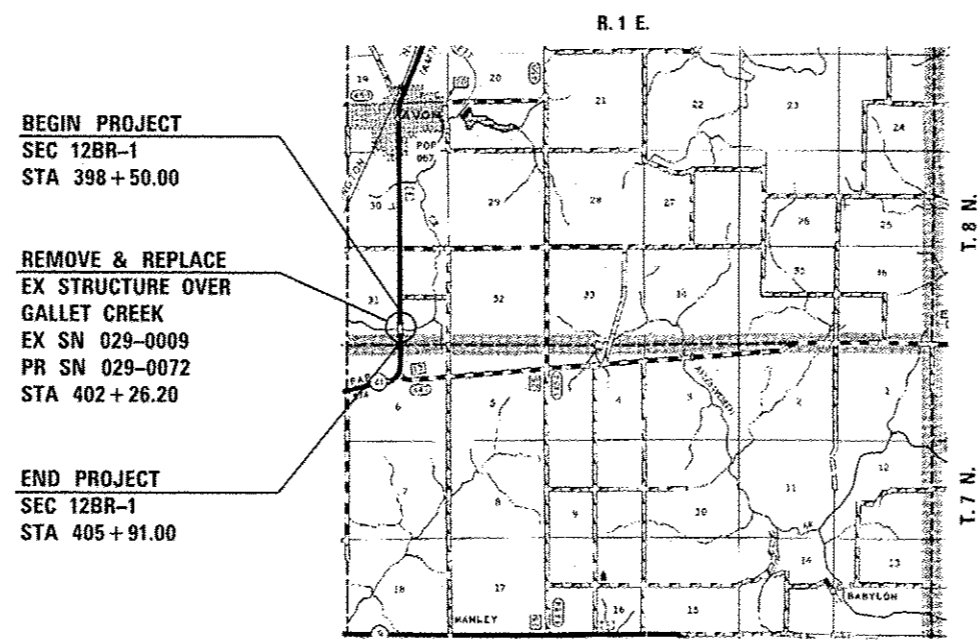 R. 1 E.
BEGIN PROJECT
SEC 12BR-1
STA 398+50.00
REMOVE & REPLACE
EX STRUCTURE OVER
GALLET CREEK
EX SN 029-0009
PR SN 029-0072
STA 402+26.20
END PROJECT
SEC 12BR-1
STA 405+91.00
T. 8 N.
T. 7 N.
19
20
21
22
23
24
AVON
POP
30
29
28
27
26
25
31
32
33
34
35
36
6
5
4
3
2
1
7
8
9
10
11
12
18
17
16
15
14
13
MANLEY
BABYLON